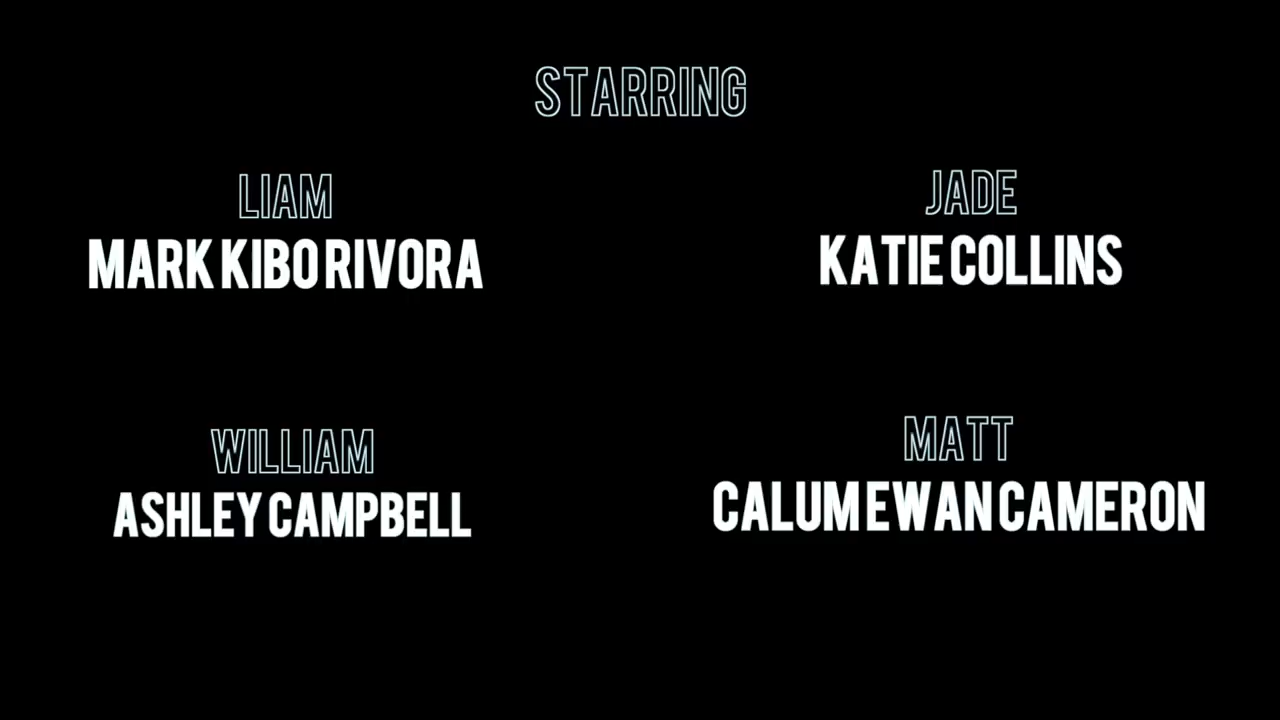 STARRING
LIAM
MARK KIBO RIVORA
JADE
KATIE COLLINS
WILLIAM
ASHLEY CAMPBELL
MATT
CALUM EWAN CAMERON